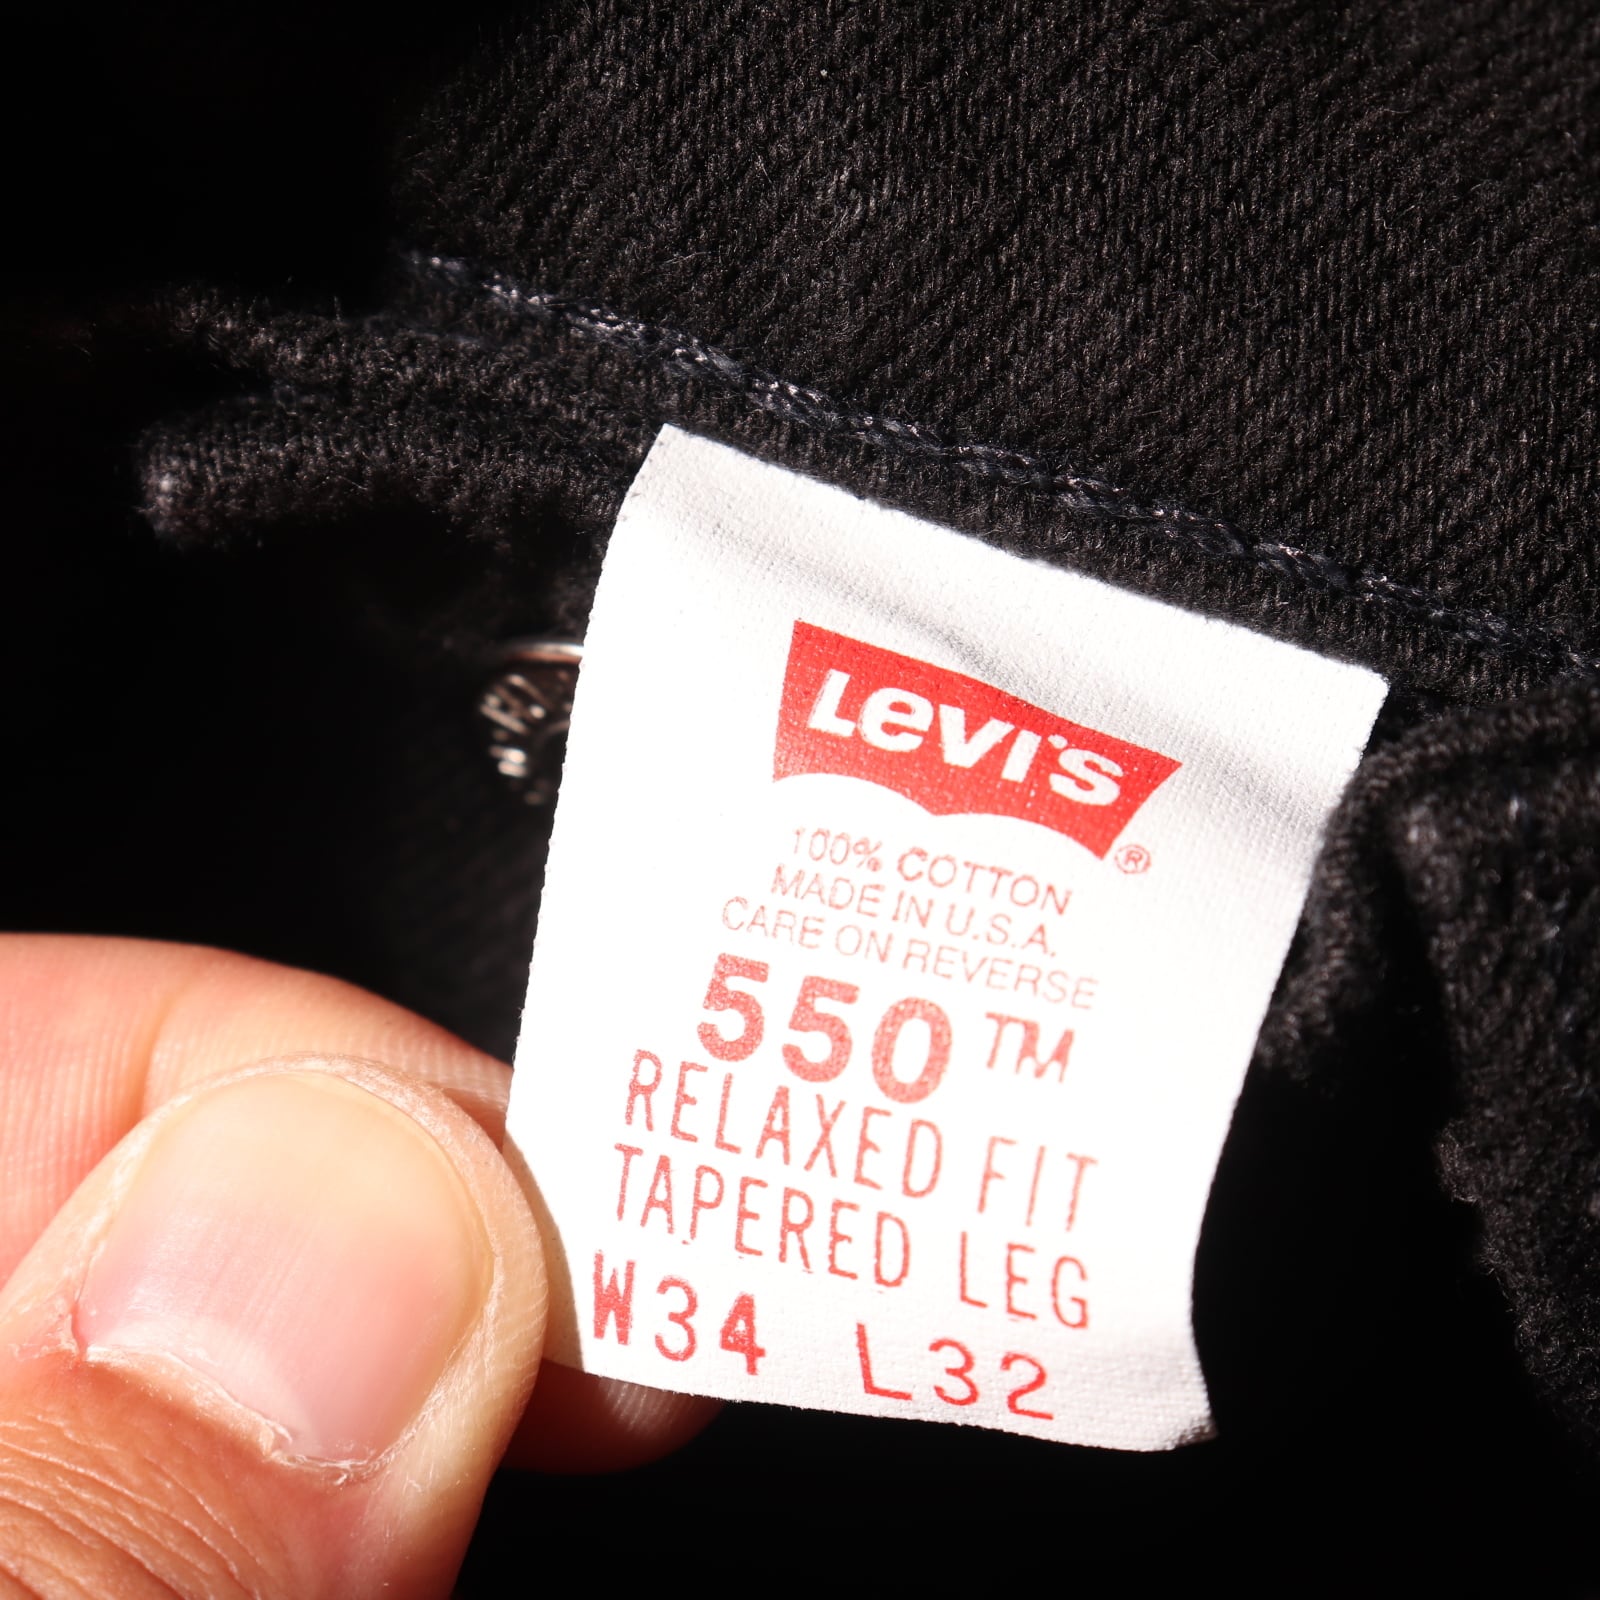 Levi's ®
100% COTTON
MADE IN U.S.A.
CARE ON REVERSE
550™
RELAXED FIT
TAPERED LEG
W34 L32